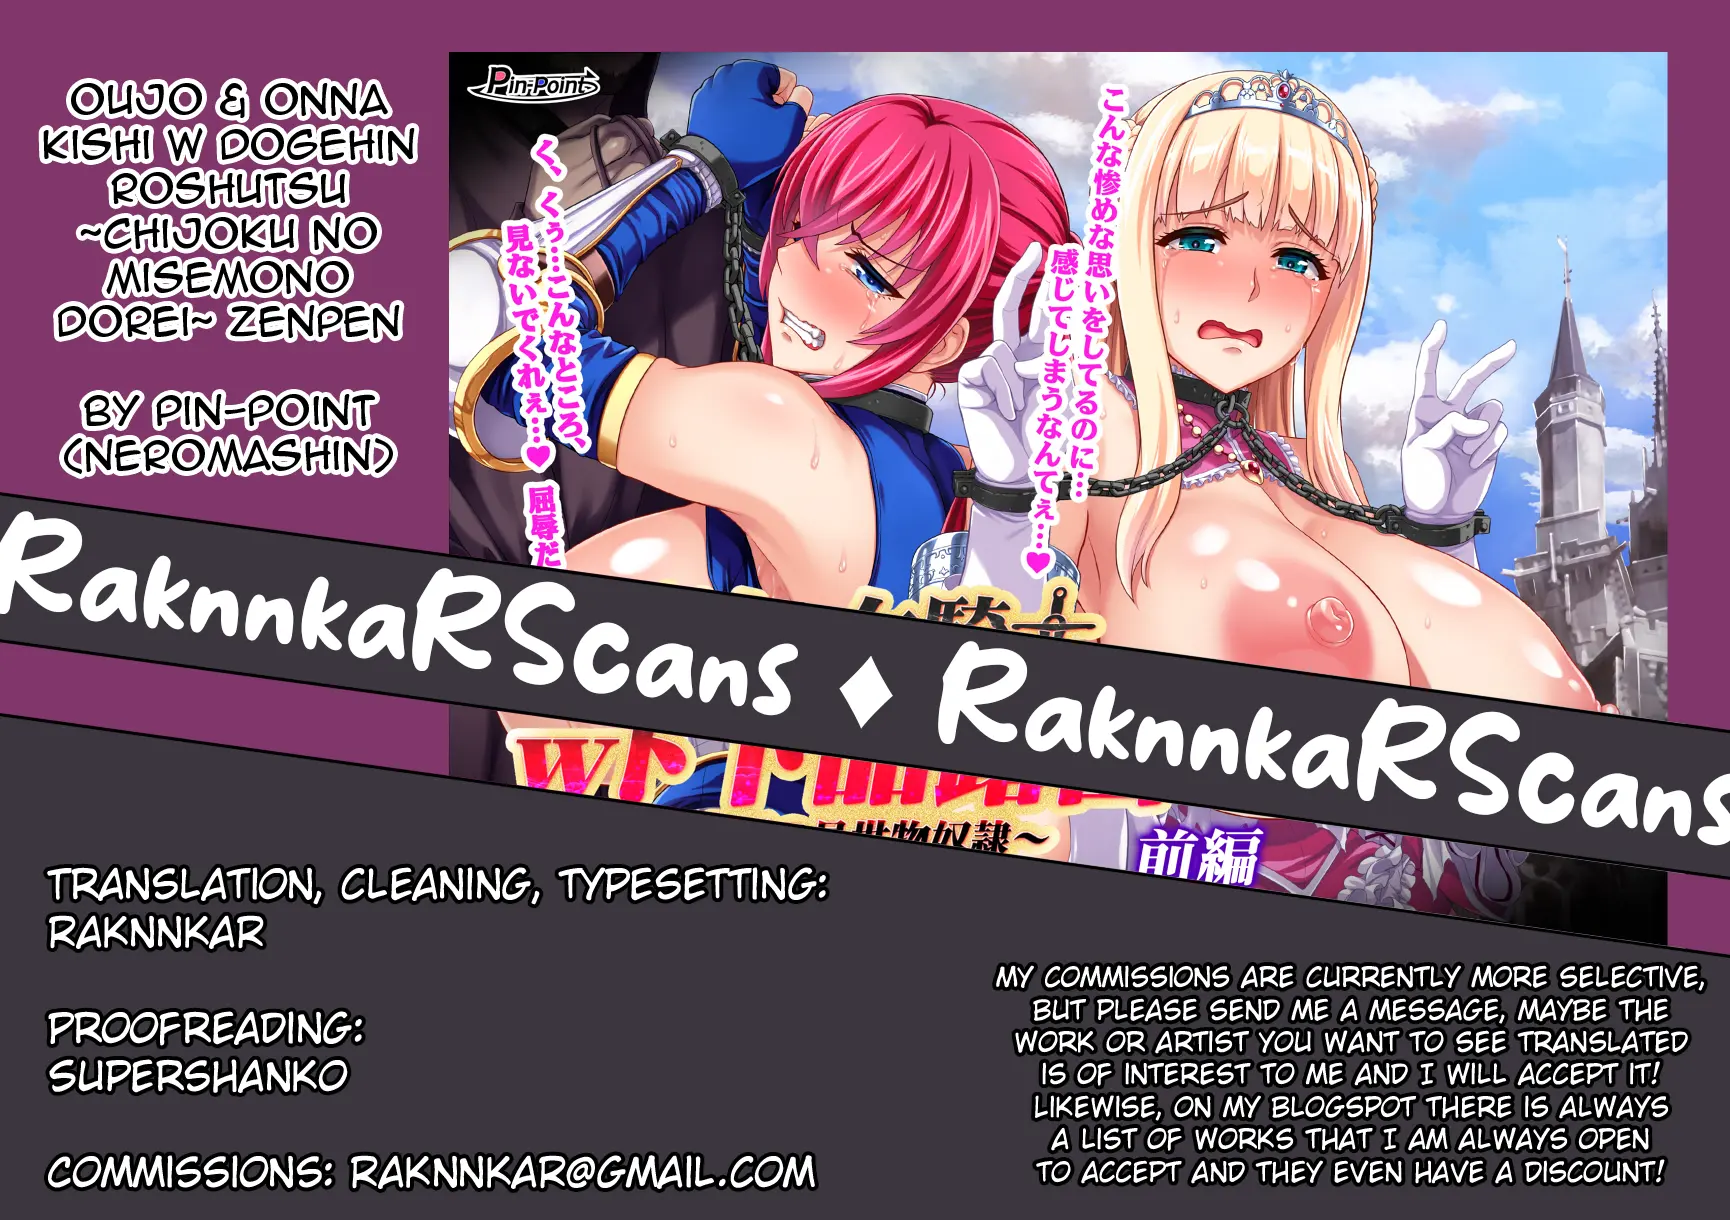 OUJO & ONNA
KISHI W DOGEHIN
ROSHUTSU
~CHIJOKU NO
MISEMONO
DOREI~ ZENPEN
BY PIN-POINT
(NEROMASHIN)
Pin-Point
く、くぅ…こんなところ、
見ないでくれぇ…♥
屈辱だ
こんな惨めな思いをしてるのに…
感じてしまうなんてぇ…♥
RaknnkaRScans ♦ RaknnkaRScans
前編
TRANSLATION, CLEANING, TYPESETTING:
RAKNNKAR
PROOFREADING:
SUPERSHANKO
COMMISSIONS: RAKNNKAR@GMAIL.COM
MY COMMISSIONS ARE CURRENTLY MORE SELECTIVE,
BUT PLEASE SEND ME A MESSAGE, MAYBE THE
WORK OR ARTIST YOU WANT TO SEE TRANSLATED
IS OF INTEREST TO ME AND I WILL ACCEPT IT!
LIKEWISE, ON MY BLOGSPOT THERE IS ALWAYS
A LIST OF WORKS THAT I AM ALWAYS OPEN
TO ACCEPT AND THEY EVEN HAVE A DISCOUNT!